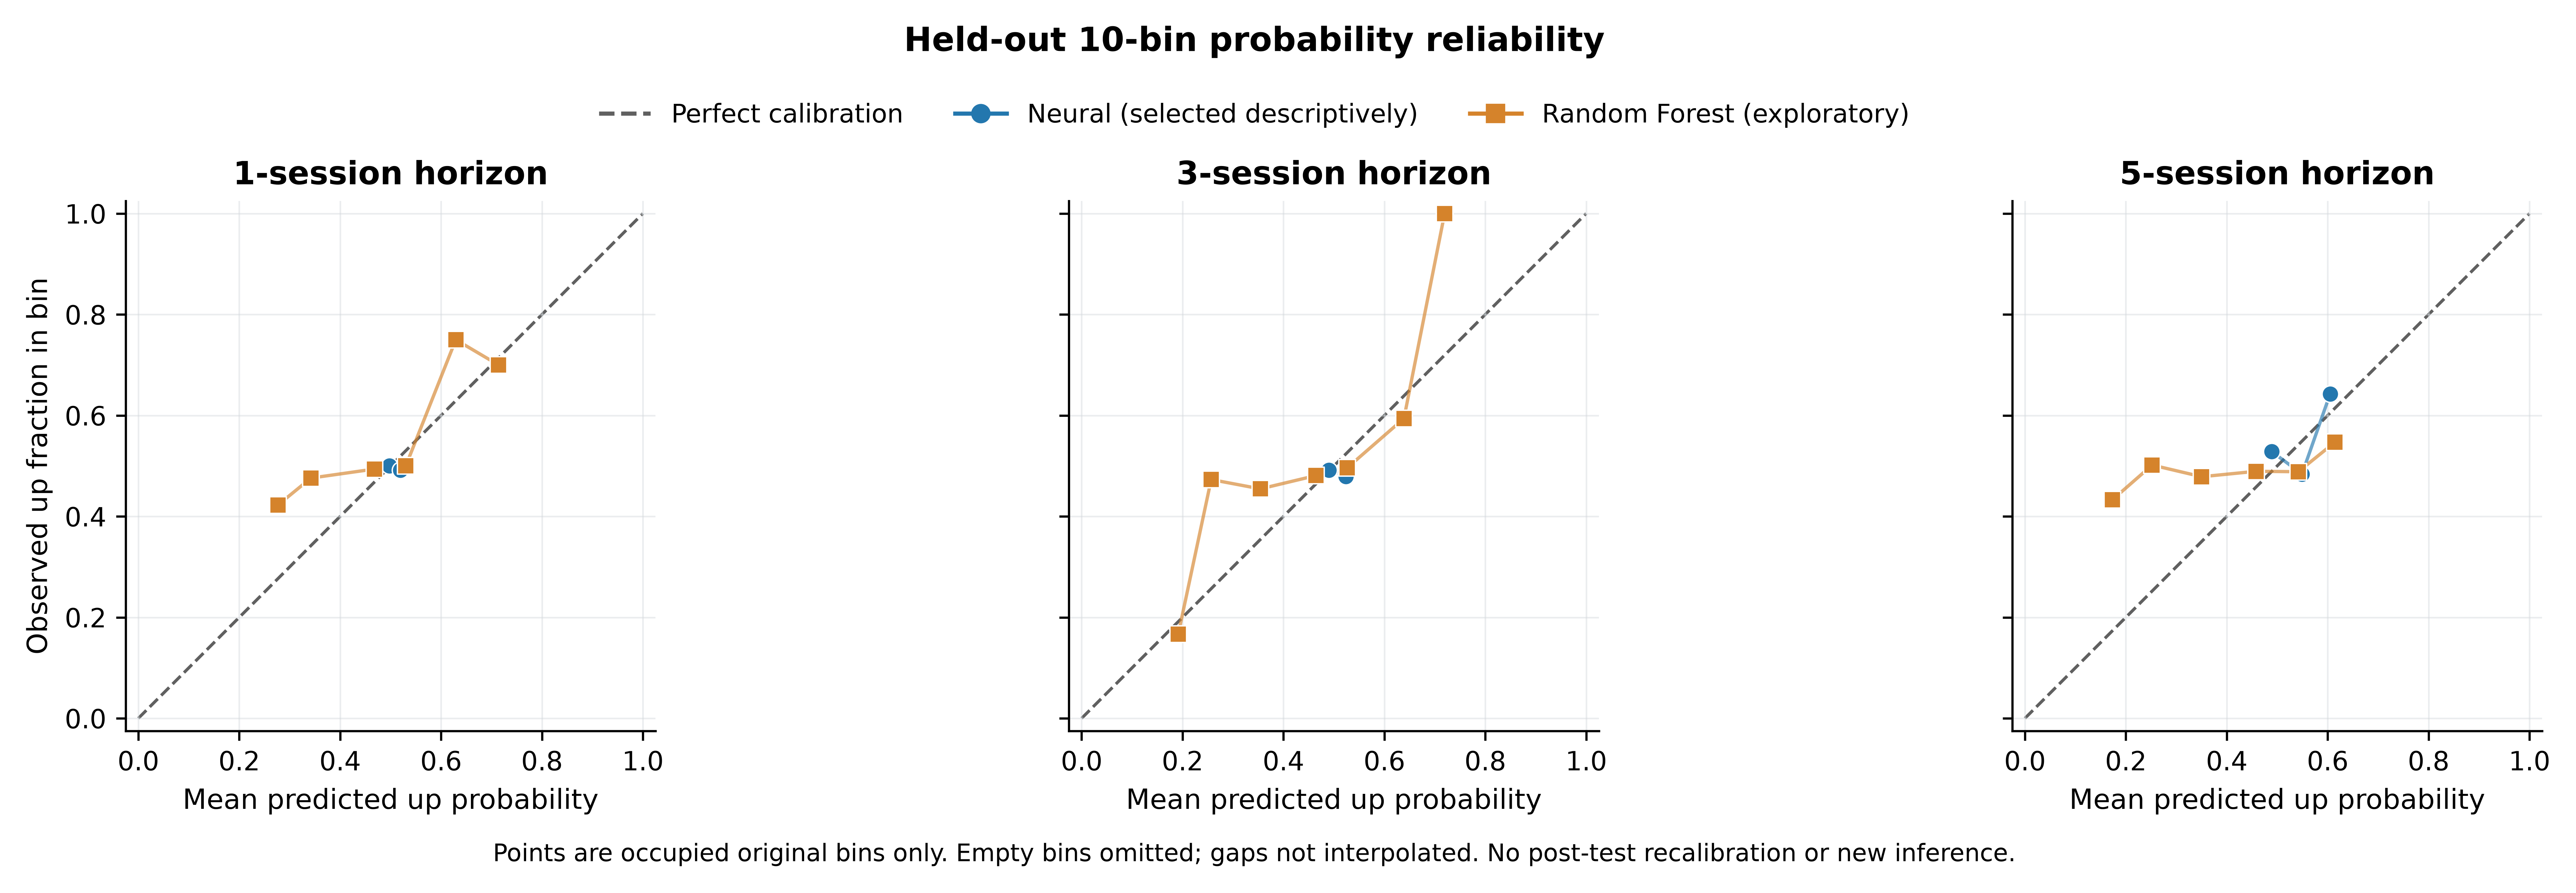 Held-out 10-bin probability reliability
Perfect calibration
Neural (selected descriptively)
Random Forest (exploratory)
1-session horizon
3-session horizon
5-session horizon
Observed up fraction in bin
1.0
0.8
0.6
0.4
0.2
0.0
0.0 0.2 0.4 0.6 0.8 1.0
0.0 0.2 0.4 0.6 0.8 1.0
0.0 0.2 0.4 0.6 0.8 1.0
Mean predicted up probability
Mean predicted up probability
Mean predicted up probability
Points are occupied original bins only. Empty bins omitted; gaps not interpolated. No post-test recalibration or new inference.